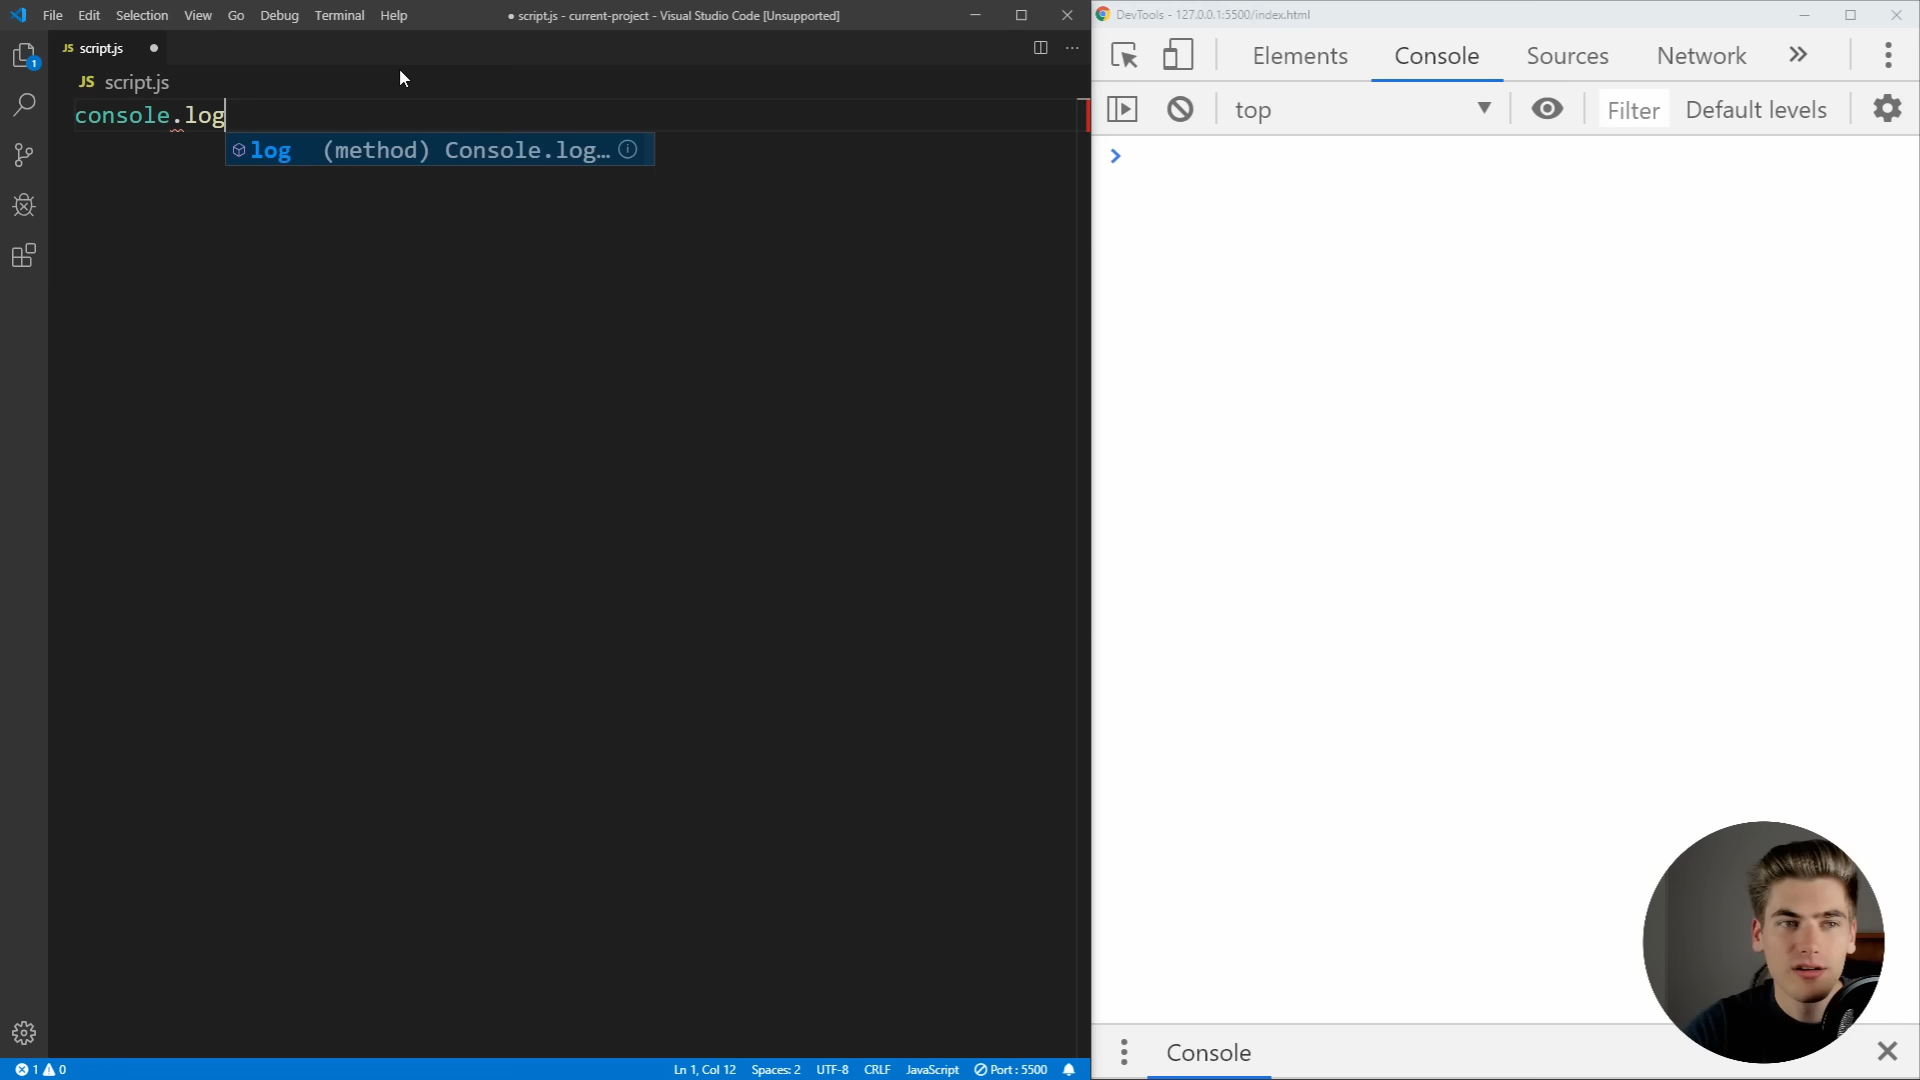 File Edit Selection View Go Debug Terminal Help
● script.js - current-project - Visual Studio Code [Unsupported]
DevTools - 127.0.0.1:5500/index.html
JS script.js ●
Elements Console Sources Network »
JS script.js
top ▼ Filter Default levels
console.log
log (method) Console.log…
>
1
Console
1 0 Ln 1, Col 12 Spaces: 2 UTF-8 CRLF JavaScript Port : 5500